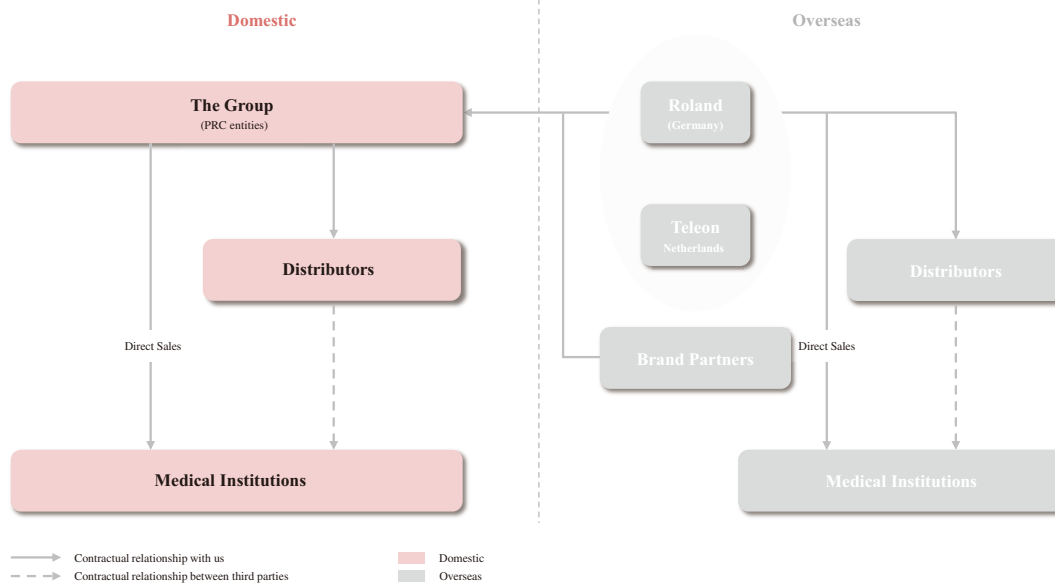 Domestic
Overseas
The Group
(PRC entities)
Roland
(Germany)
Teleon
Netherlands
Distributors
Distributors
Direct Sales
Brand Partners
Direct Sales
Medical Institutions
Medical Institutions
Contractual relationship with us
Domestic
Contractual relationship between third parties
Overseas